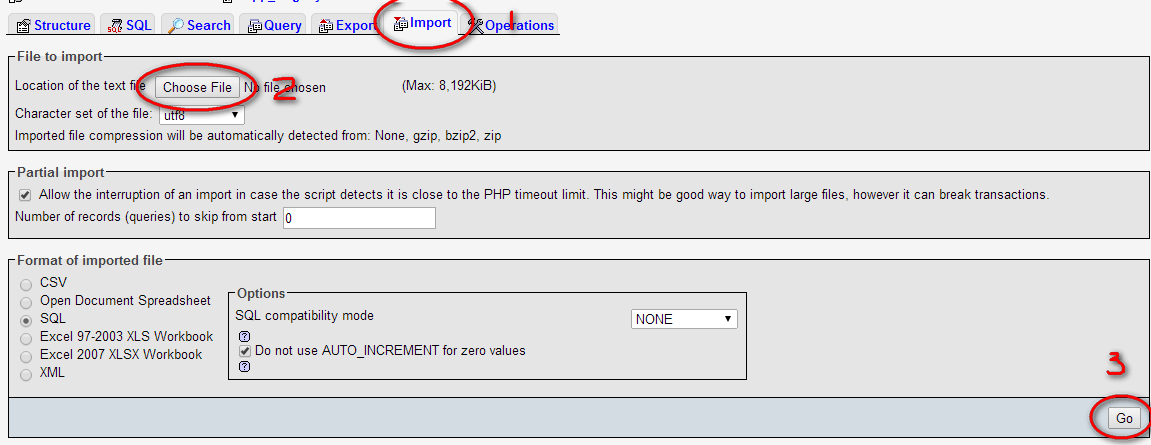 Structure SQL Search Query Export Import Operations 1
File to import
Location of the text file Choose File No file chosen (Max: 8,192KiB) 2
Character set of the file: utf8
Imported file compression will be automatically detected from: None, gzip, bzip2, zip
Partial import
Allow the interruption of an import in case the script detects it is close to the PHP timeout limit. This might be good way to import large files, however it can break transactions.
Number of records (queries) to skip from start 0
Format of imported file
CSV
Open Document Spreadsheet
SQL
Excel 97-2003 XLS Workbook
Excel 2007 XLSX Workbook
XML
Options
SQL compatibility mode NONE
Do not use AUTO_INCREMENT for zero values
3
Go